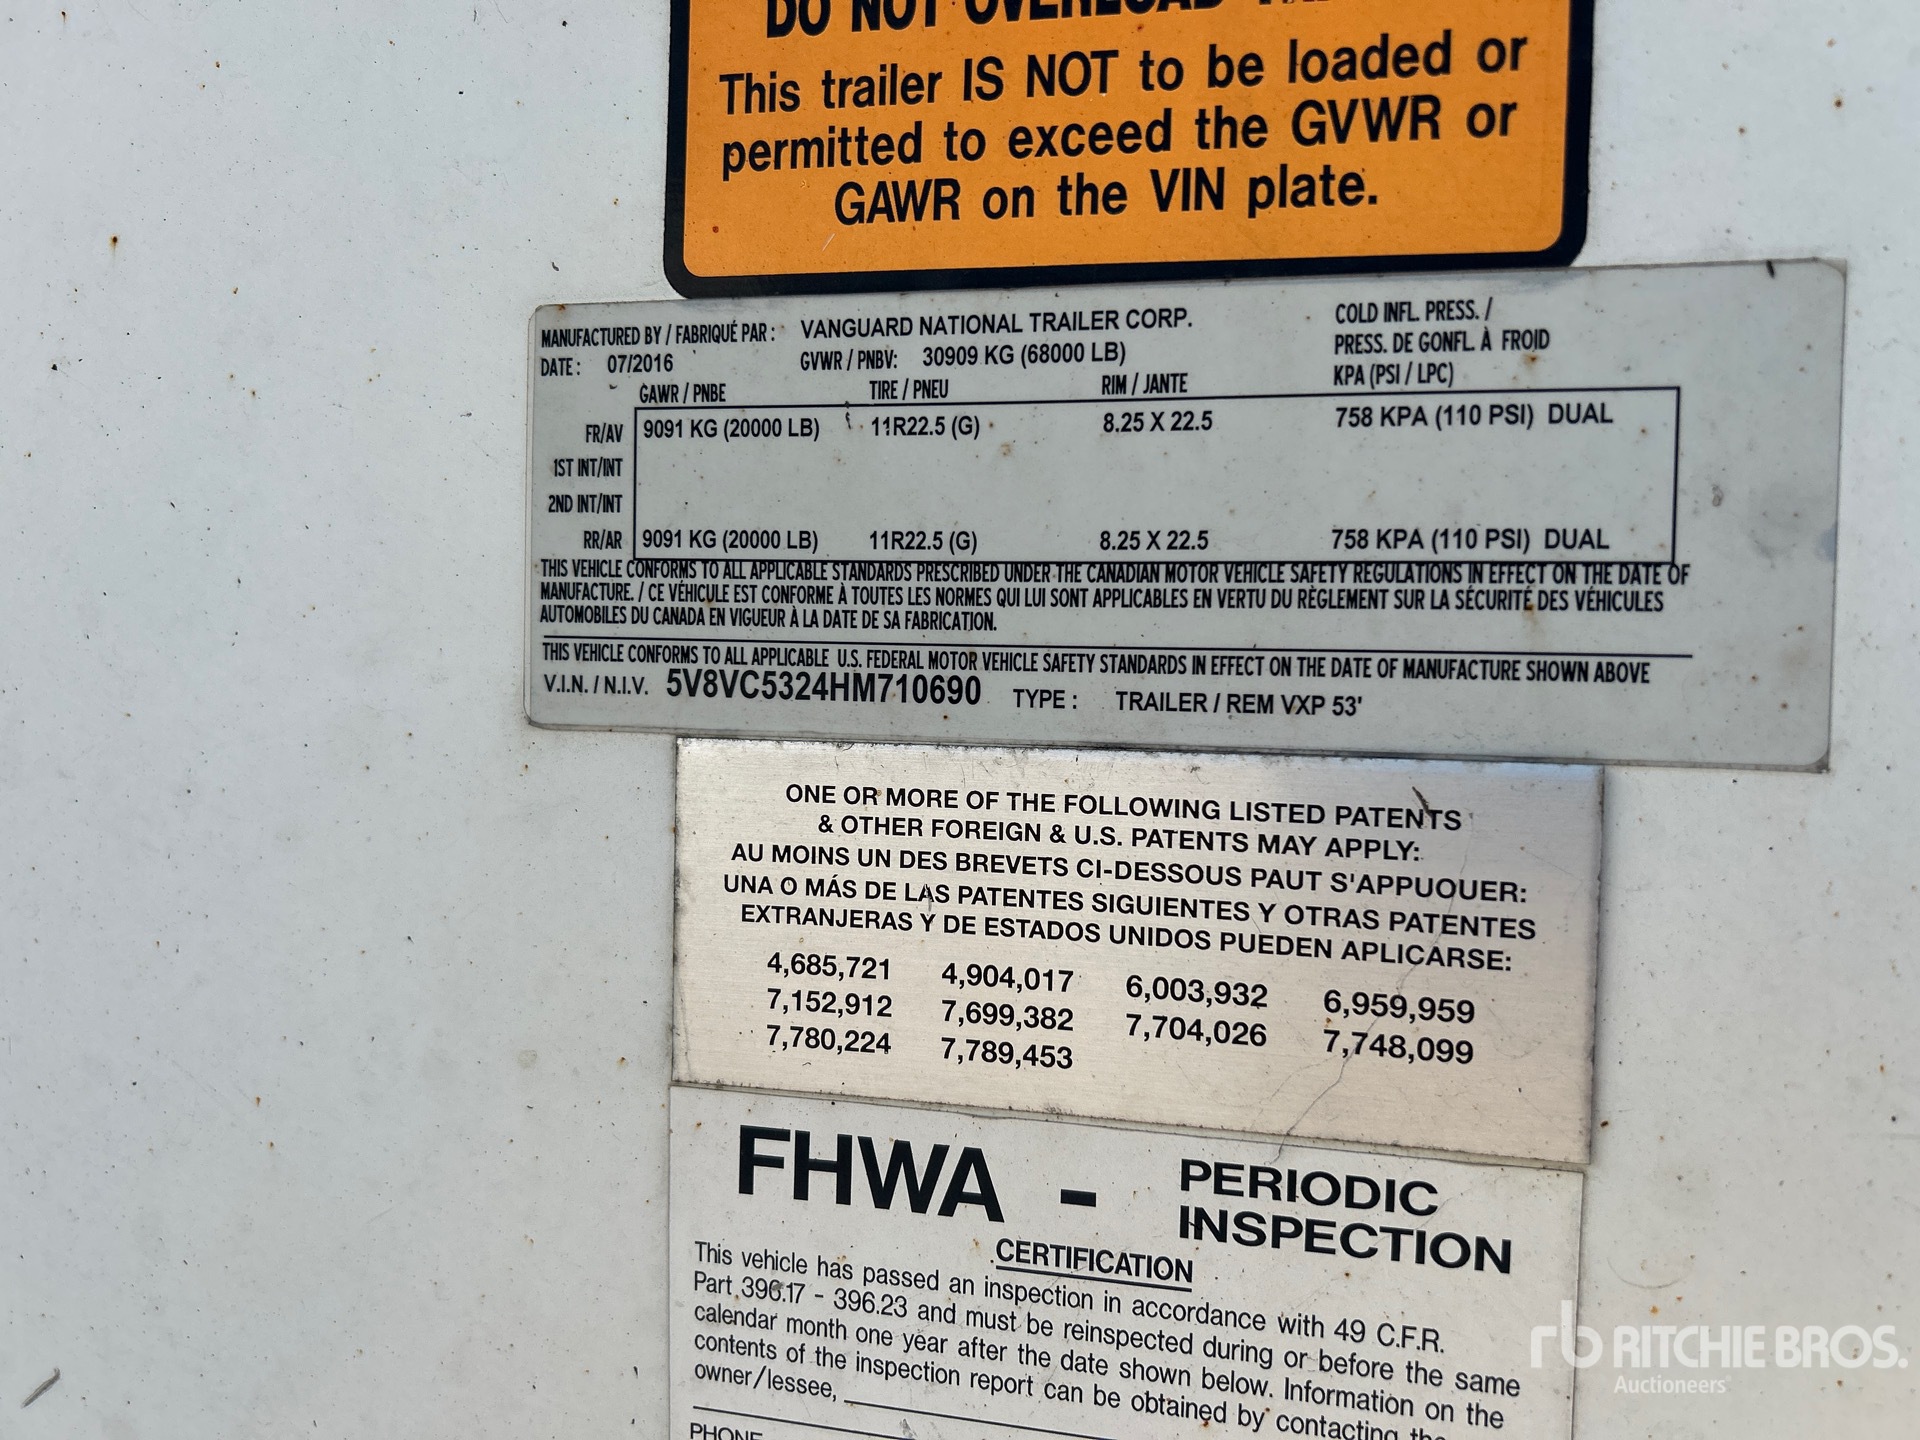 DO NOT OVERLOAD
This trailer IS NOT to be loaded or
permitted to exceed the GVWR or
GAWR on the VIN plate.
MANUFACTURED BY / FABRIQUÉ PAR : VANGUARD NATIONAL TRAILER CORP.
DATE : 07/2016 GVWR / PNBV: 30909 KG (68000 LB)
COLD INFL. PRESS. /
PRESS. DE GONFL. À FROID
KPA (PSI / LPC)
GAWR / PNBE TIRE / PNEU RIM / JANTE
FR/AV 9091 KG (20000 LB) 11R22.5 (G) 8.25 X 22.5 758 KPA (110 PSI) DUAL
1ST INT/INT
2ND INT/INT
RR/AR 9091 KG (20000 LB) 11R22.5 (G) 8.25 X 22.5 758 KPA (110 PSI) DUAL
THIS VEHICLE CONFORMS TO ALL APPLICABLE STANDARDS PRESCRIBED UNDER THE CANADIAN MOTOR VEHICLE SAFETY REGULATIONS IN EFFECT ON THE DATE OF
MANUFACTURE. / CE VÉHICULE EST CONFORME À TOUTES LES NORMES QUI LUI SONT APPLICABLES EN VERTU DU RÈGLEMENT SUR LA SÉCURITÉ DES VÉHICULES
AUTOMOBILES DU CANADA EN VIGUEUR À LA DATE DE SA FABRICATION.
THIS VEHICLE CONFORMS TO ALL APPLICABLE U.S. FEDERAL MOTOR VEHICLE SAFETY STANDARDS IN EFFECT ON THE DATE OF MANUFACTURE SHOWN ABOVE
V.I.N. / N.I.V. 5V8VC5324HM710690 TYPE : TRAILER / REM VXP 53'
ONE OR MORE OF THE FOLLOWING LISTED PATENTS
& OTHER FOREIGN & U.S. PATENTS MAY APPLY:
AU MOINS UN DES BREVETS CI-DESSOUS PAUT S'APPUOUER:
UNA O MÁS DE LAS PATENTES SIGUIENTES Y OTRAS PATENTES
EXTRANJERAS Y DE ESTADOS UNIDOS PUEDEN APLICARSE:
4,685,721 4,904,017 6,003,932 6,959,959
7,152,912 7,699,382 7,704,026 7,748,099
7,780,224 7,789,453
FHWA - PERIODIC
INSPECTION
CERTIFICATION
This vehicle has passed an inspection in accordance with 49 C.F.R.
Part 396.17 - 396.23 and must be reinspected during or before the same
calendar month one year after the date shown below. Information on the
contents of the inspection report can be obtained by contacting the
owner/lessee,
PHONE
rb RITCHIE BROS.
Auctioneers